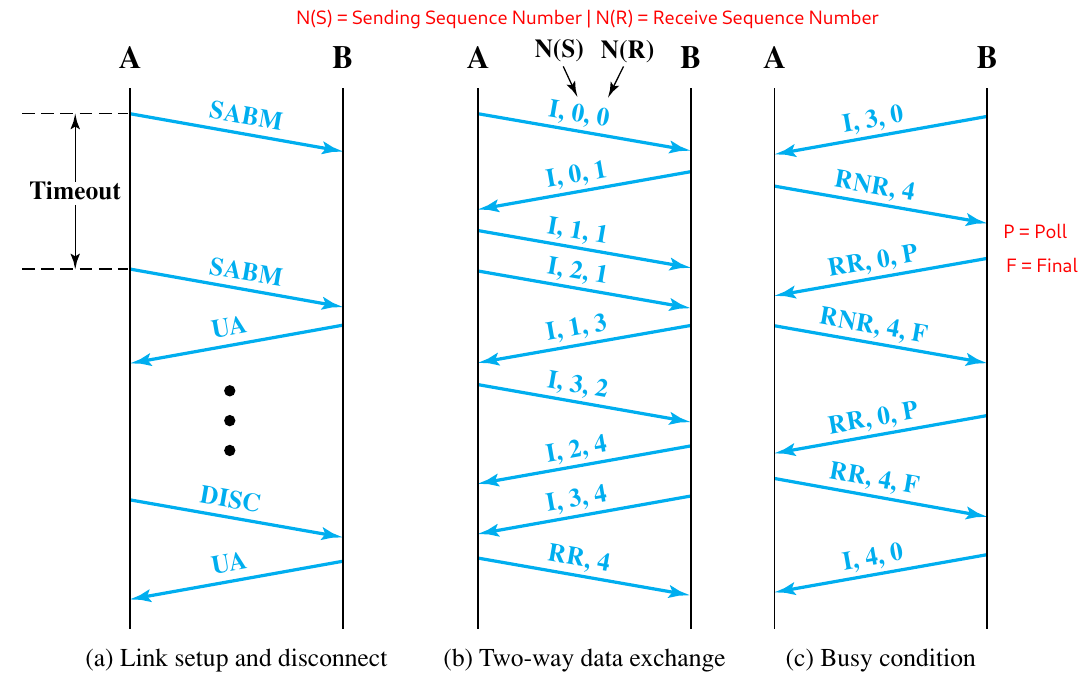 N(S) = Sending Sequence Number | N(R) = Receive Sequence Number
A
B
SABM
Timeout
SABM
UA
DISC
UA
(a) Link setup and disconnect
A
N(S)
N(R)
B
I, 0, 0
I, 0, 1
I, 1, 1
I, 2, 1
I, 1, 3
I, 3, 2
I, 2, 4
I, 3, 4
RR, 4
(b) Two-way data exchange
A
B
I, 3, 0
RNR, 4
P = Poll
RR, 0, P
F = Final
RNR, 4, F
RR, 0, P
RR, 4, F
I, 4, 0
(c) Busy condition